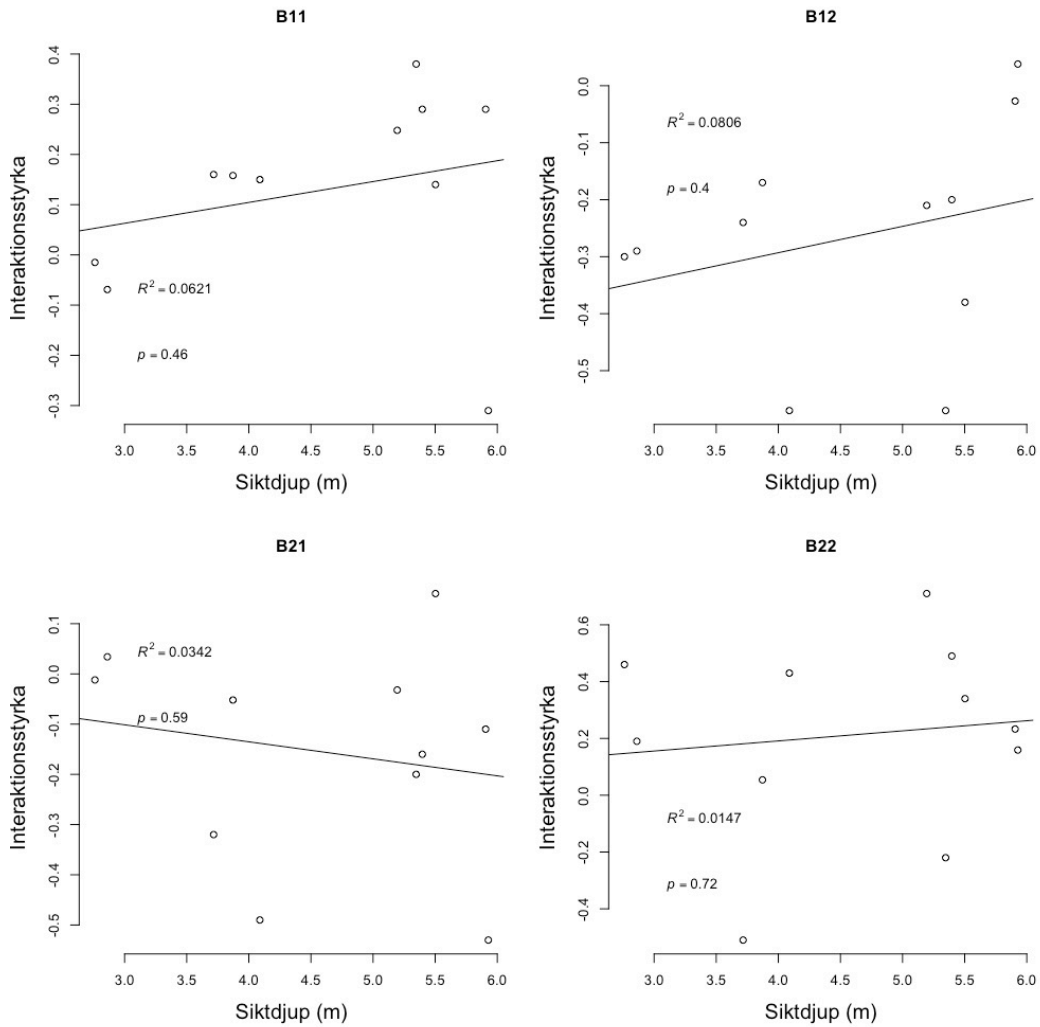 B11
0.4
0.3
0.2
0.1
0.0
-0.1
-0.2
-0.3
Interaktionsstyrka
R² = 0.0621
p = 0.46
3.0 3.5 4.0 4.5 5.0 5.5 6.0
Siktdjup (m)
B12
0.0
-0.1
-0.2
-0.3
-0.4
-0.5
Interaktionsstyrka
R² = 0.0806
p = 0.4
3.0 3.5 4.0 4.5 5.0 5.5 6.0
Siktdjup (m)
B21
0.1
0.0
-0.1
-0.2
-0.3
-0.4
-0.5
Interaktionsstyrka
R² = 0.0342
p = 0.59
3.0 3.5 4.0 4.5 5.0 5.5 6.0
Siktdjup (m)
B22
0.6
0.4
0.2
0.0
-0.2
-0.4
Interaktionsstyrka
R² = 0.0147
p = 0.72
3.0 3.5 4.0 4.5 5.0 5.5 6.0
Siktdjup (m)